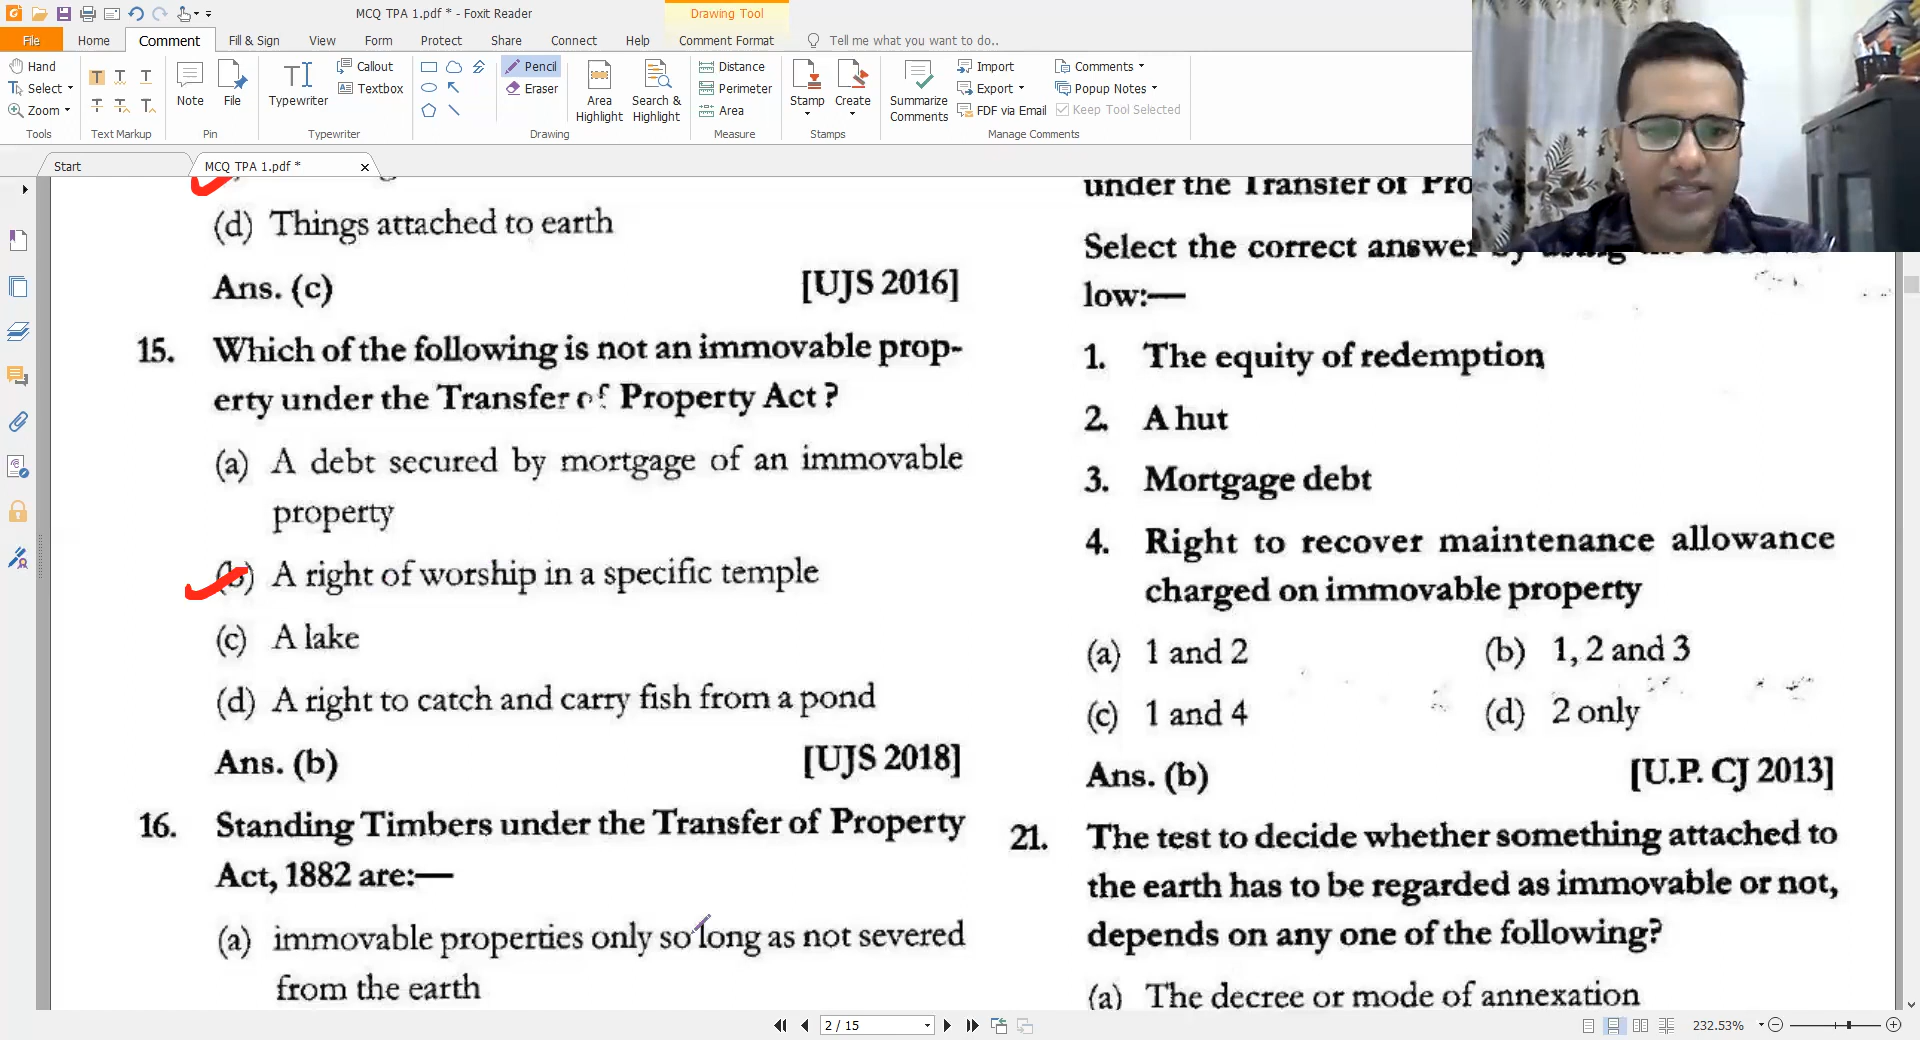 MCQ TPA 1.pdf * - Foxit Reader
Drawing Tool
File
Home
Comment
Fill & Sign
View
Form
Protect
Share
Connect
Help
Comment Format
Tell me what you want to do..
Hand
Select
Zoom
Tools
Text Markup
Note
File
Pin
Typewriter
Callout
Textbox
Typewriter
Pencil
Eraser
Area Highlight
Search & Highlight
Drawing
Distance
Perimeter
Area
Measure
Stamp
Create
Stamps
Summarize Comments
Import
Export
FDF via Email
Comments
Popup Notes
Keep Tool Selected
Manage Comments
Start
MCQ TPA 1.pdf *
(d) Things attached to earth
Ans. (c) [UJS 2016]
15. Which of the following is not an immovable prop-
erty under the Transfer of Property Act ?
(a) A debt secured by mortgage of an immovable
property
(b) A right of worship in a specific temple
(c) A lake
(d) A right to catch and carry fish from a pond
Ans. (b) [UJS 2018]
16. Standing Timbers under the Transfer of Property
Act, 1882 are:—
(a) immovable properties only so long as not severed
from the earth
under the Transfer of
Select the correct answer by using
low:—
1. The equity of redemption
2. A hut
3. Mortgage debt
4. Right to recover maintenance allowance
charged on immovable property
(a) 1 and 2 (b) 1, 2 and 3
(c) 1 and 4 (d) 2 only
Ans. (b) [U.P. CJ 2013]
21. The test to decide whether something attached to
the earth has to be regarded as immovable or not,
depends on any one of the following?
(a) The decree or mode of annexation
2 / 15
232.53%